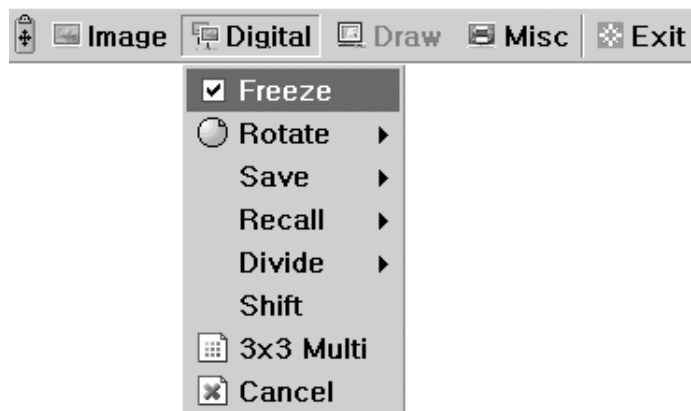 Image Digital Draw Misc Exit
Freeze
Rotate
Save
Recall
Divide
Shift
3x3 Multi
Cancel